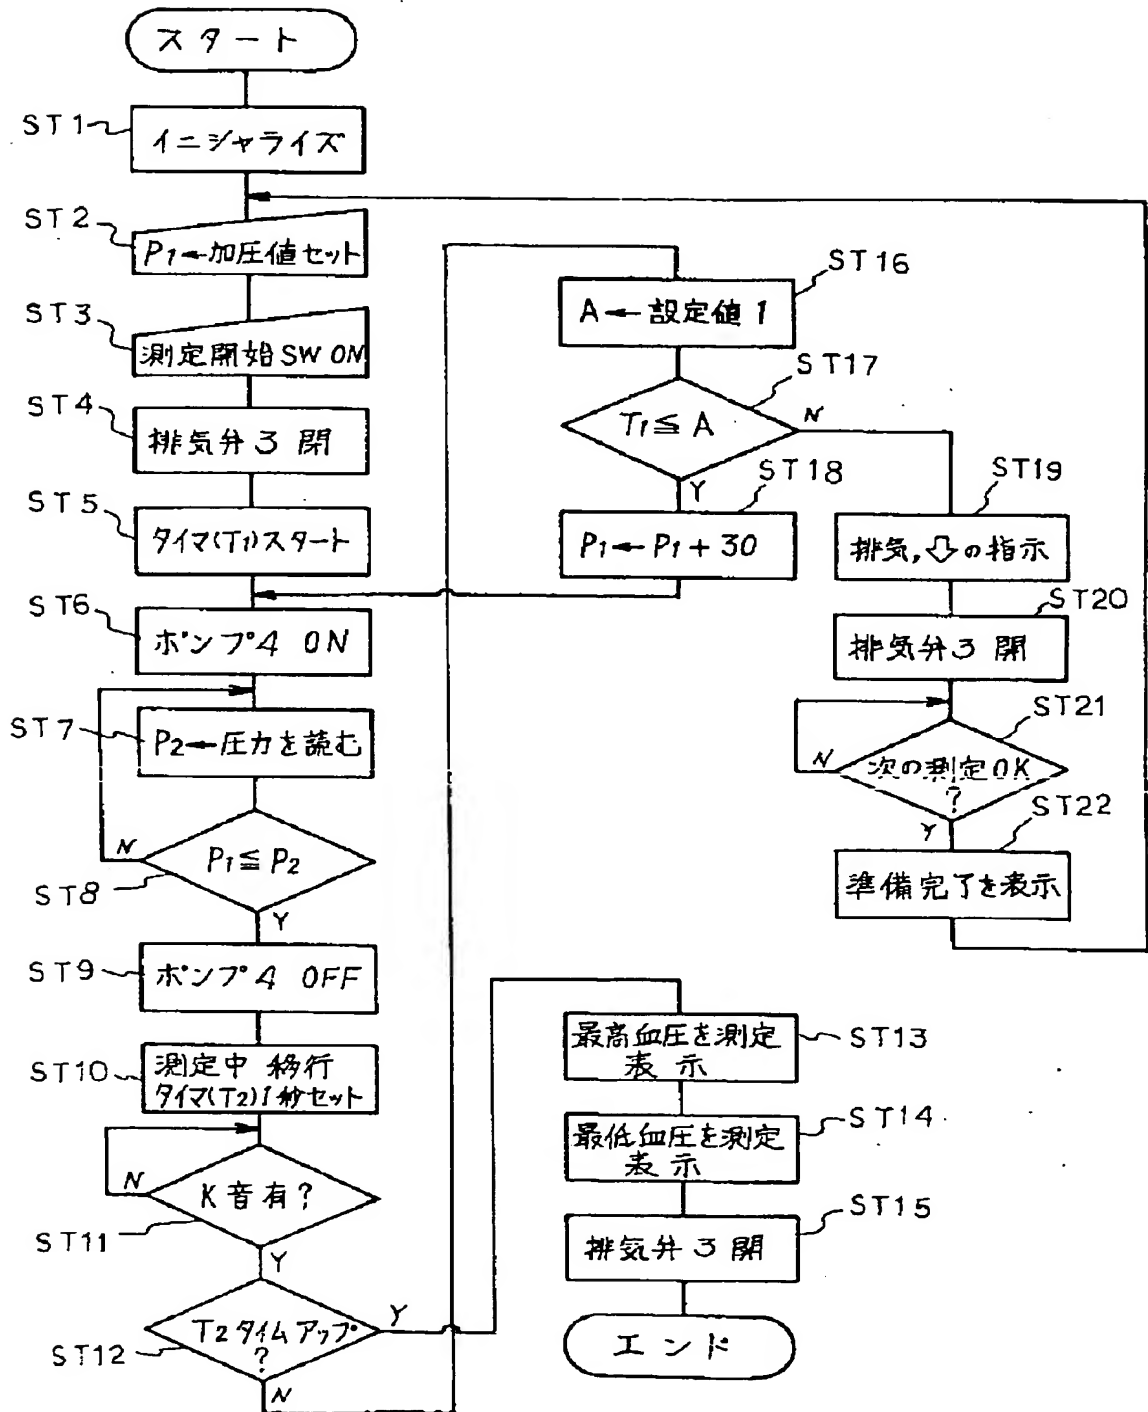 スタート
ST1
イニシャライズ
ST2
P1←加圧値セット
ST3
測定開始SW ON
ST4
排気弁3 閉
ST5
タイマ(T1)スタート
ST6
ポンプ4 ON
ST7
P2←圧力を読む
N
P1≦P2
ST8
Y
ST9
ポンプ4 OFF
ST10
測定中 移行
タイマ(T2)1秒セット
N
K音有?
ST11
Y
T2タイムアップ
?
Y
ST12
N
ST16
A←設定値1
ST17
T1≦A
N
Y
ST18
P1←P1+30
ST19
排気,⇩の指示
ST20
排気弁3 開
ST21
N
次の測定OK
?
Y
ST22
準備完了を表示
最高血圧を測定
表示
ST13
最低血圧を測定
表示
ST14
ST15
排気弁3 開
エンド